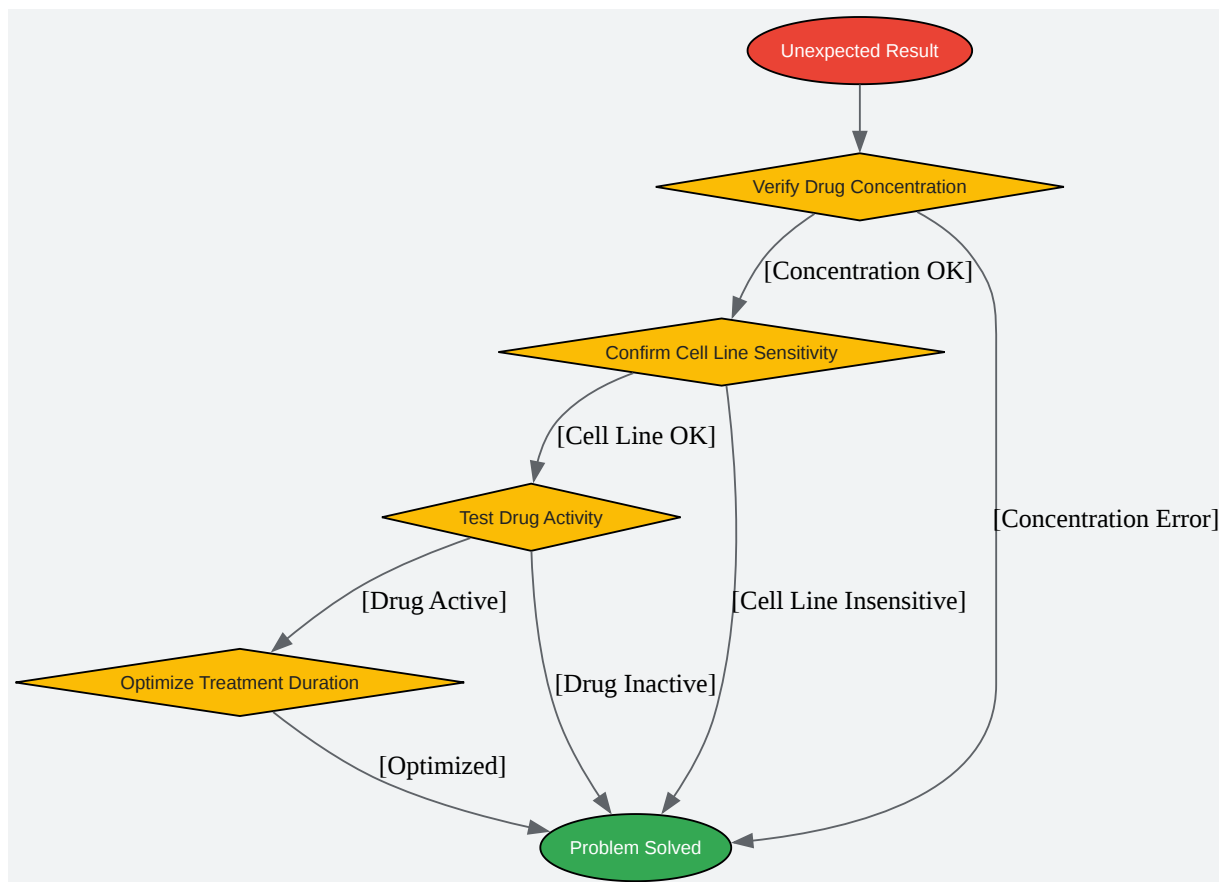 Unexpected Result
Verify Drug Concentration
[Concentration OK]
Confirm Cell Line Sensitivity
[Cell Line OK]
Test Drug Activity
[Concentration Error]
[Drug Active]
[Cell Line Insensitive]
Optimize Treatment Duration
[Drug Inactive]
[Optimized]
Problem Solved